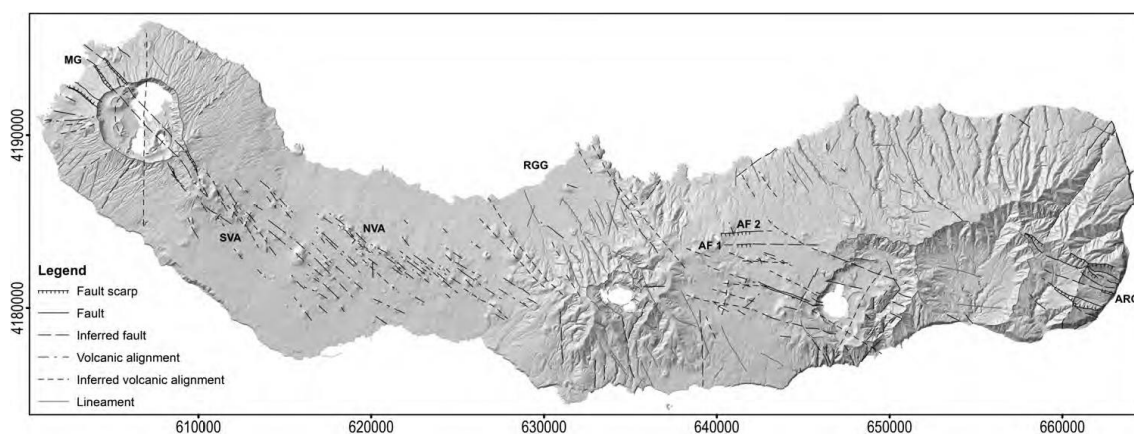 MG
4190000
RGG
AF 2
SVA
NVA
AF 1
Legend
Fault scarp
Fault
Inferred fault
Volcanic alignment
Inferred volcanic alignment
Lineament
4180000
ARG
610000
620000
630000
640000
650000
660000